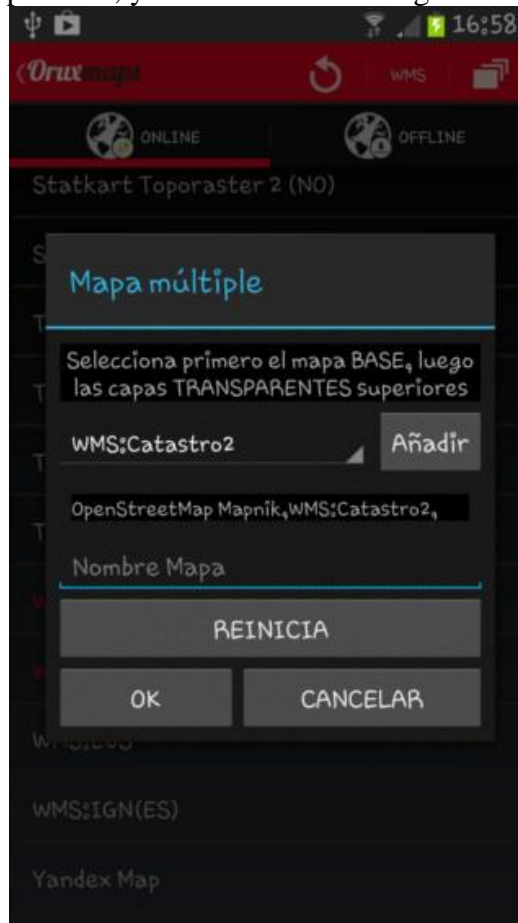 16:58
Oruxmaps
WMS
ONLINE
OFFLINE
Statkart Toporaster 2 (NO)
S
Mapa múltiple
T
Selecciona primero el mapa BASE, luego
las capas TRANSPARENTES superiores
T
WMS:Catastro2
Añadir
T
OpenStreetMap Mapnik,WMS:Catastro2,
T
Nombre Mapa
REINICIA
OK
CANCELAR
WMS:IGN(ES)
Yandex Map